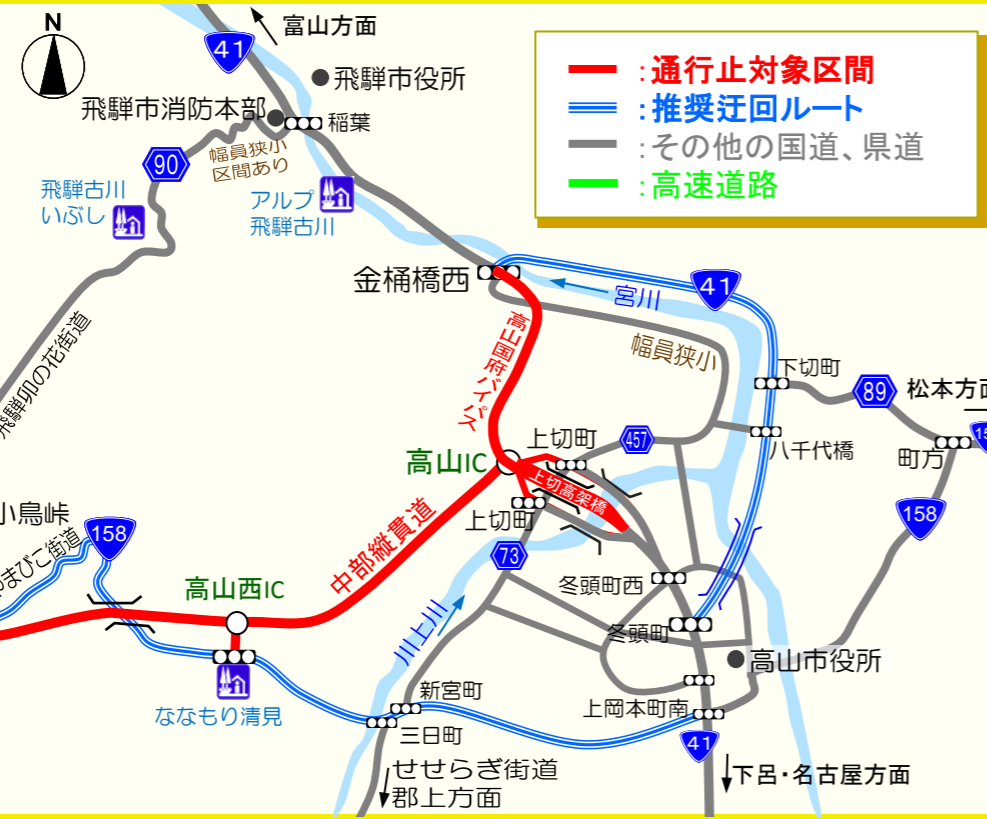 N
41
富山方面
飛騨市役所
飛騨市消防本部
稲葉
：通行止対象区間
：推奨迂回ルート
：その他の国道、県道
：高速道路
90
幅員狭小
区間あり
飛騨古川
いぶし
アルプ
飛騨古川
金桶橋西
宮川
41
高山国府バイパス
幅員狭小
飛騨卯の花街道
下切町
89
松本方面
上切町
457
八千代橋
町方
高山IC
上切高架橋
小鳥峠
上切町
158
158
中部縦貫道
73
高山西IC
冬頭町西
川上川
冬頭町
高山市役所
ななもり清見
新宮町
上岡本町南
三日町
41
せせらぎ街道
郡上方面
下呂・名古屋方面